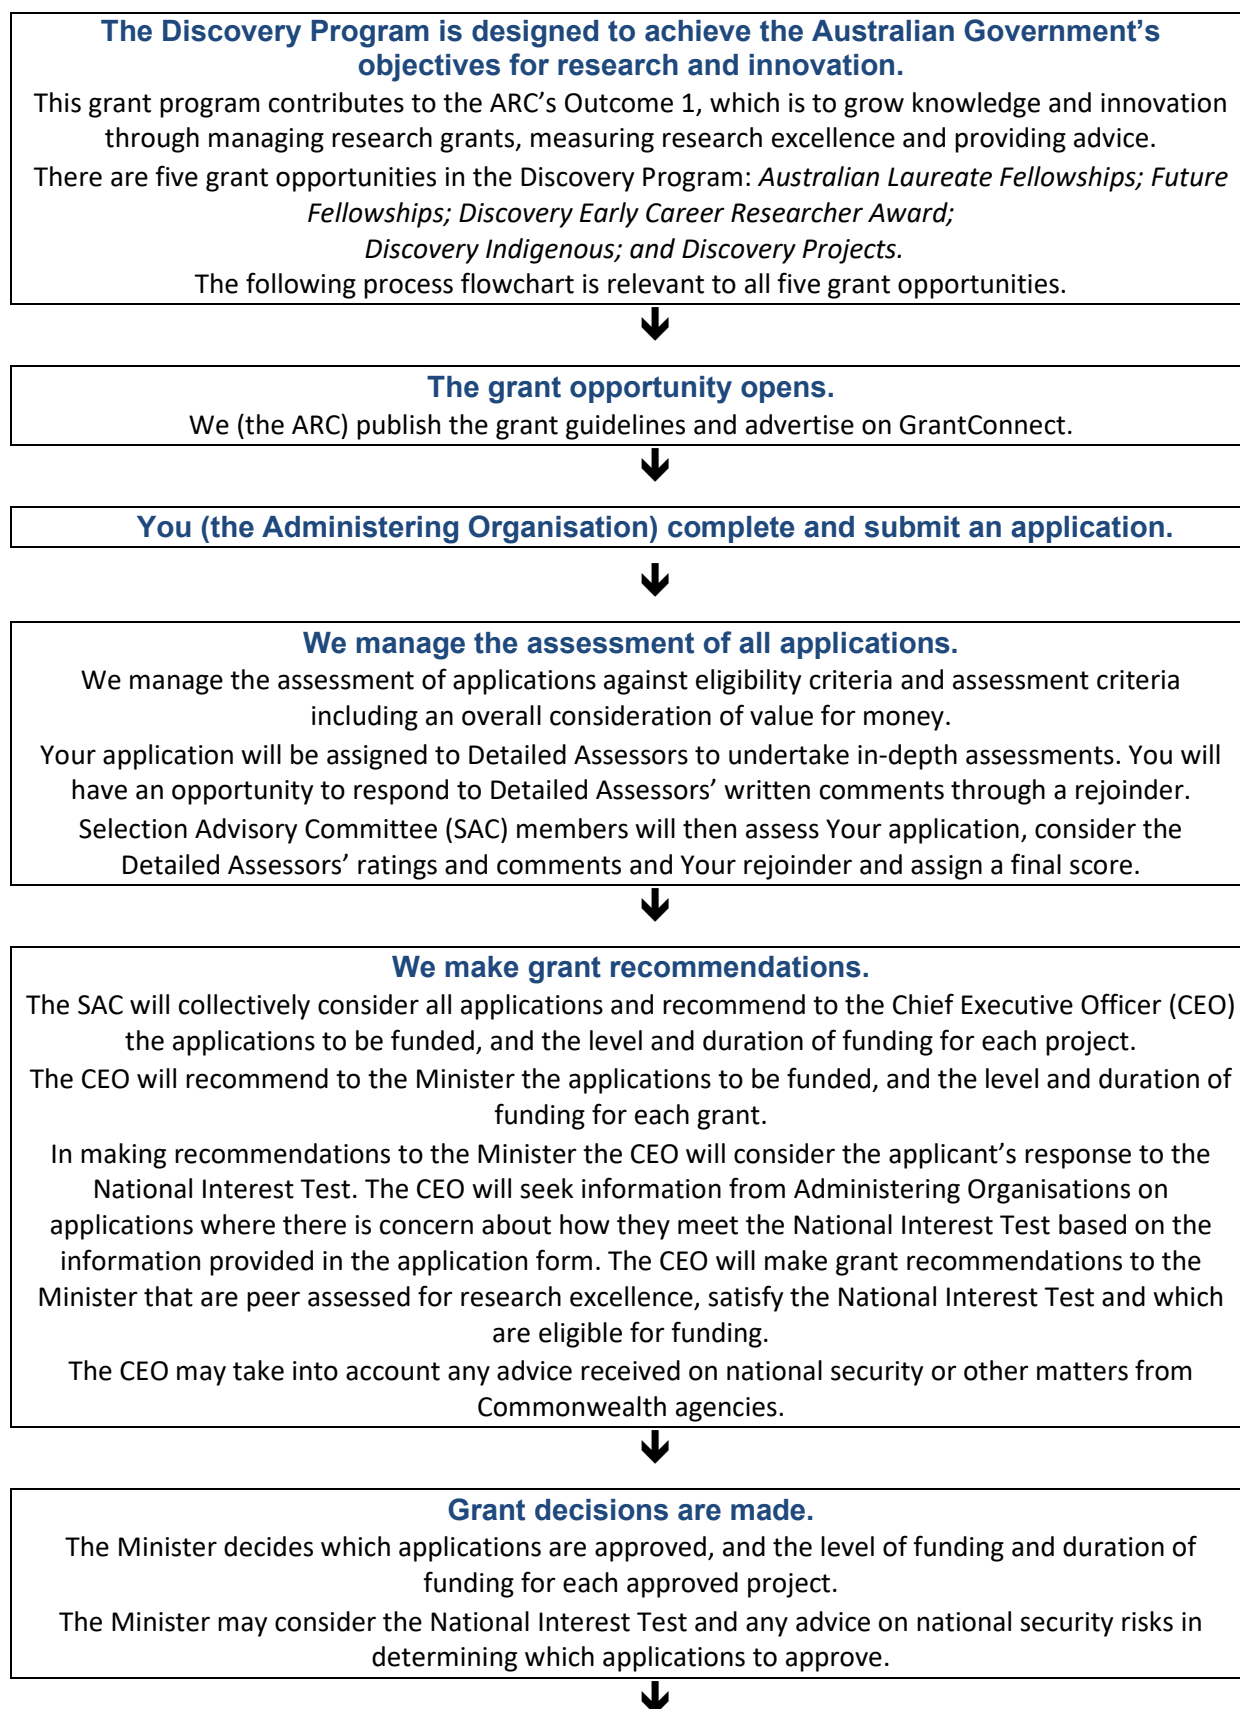 The Discovery Program is designed to achieve the Australian Government’s
objectives for research and innovation.
This grant program contributes to the ARC’s Outcome 1, which is to grow knowledge and innovation
through managing research grants, measuring research excellence and providing advice.
There are five grant opportunities in the Discovery Program: Australian Laureate Fellowships; Future
Fellowships; Discovery Early Career Researcher Award;
Discovery Indigenous; and Discovery Projects.
The following process flowchart is relevant to all five grant opportunities.
The grant opportunity opens.
We (the ARC) publish the grant guidelines and advertise on GrantConnect.
You (the Administering Organisation) complete and submit an application.
We manage the assessment of all applications.
We manage the assessment of applications against eligibility criteria and assessment criteria
including an overall consideration of value for money.
Your application will be assigned to Detailed Assessors to undertake in-depth assessments. You will
have an opportunity to respond to Detailed Assessors’ written comments through a rejoinder.
Selection Advisory Committee (SAC) members will then assess Your application, consider the
Detailed Assessors’ ratings and comments and Your rejoinder and assign a final score.
We make grant recommendations.
The SAC will collectively consider all applications and recommend to the Chief Executive Officer (CEO)
the applications to be funded, and the level and duration of funding for each project.
The CEO will recommend to the Minister the applications to be funded, and the level and duration of
funding for each grant.
In making recommendations to the Minister the CEO will consider the applicant’s response to the
National Interest Test. The CEO will seek information from Administering Organisations on
applications where there is concern about how they meet the National Interest Test based on the
information provided in the application form. The CEO will make grant recommendations to the
Minister that are peer assessed for research excellence, satisfy the National Interest Test and which
are eligible for funding.
The CEO may take into account any advice received on national security or other matters from
Commonwealth agencies.
Grant decisions are made.
The Minister decides which applications are approved, and the level of funding and duration of
funding for each approved project.
The Minister may consider the National Interest Test and any advice on national security risks in
determining which applications to approve.